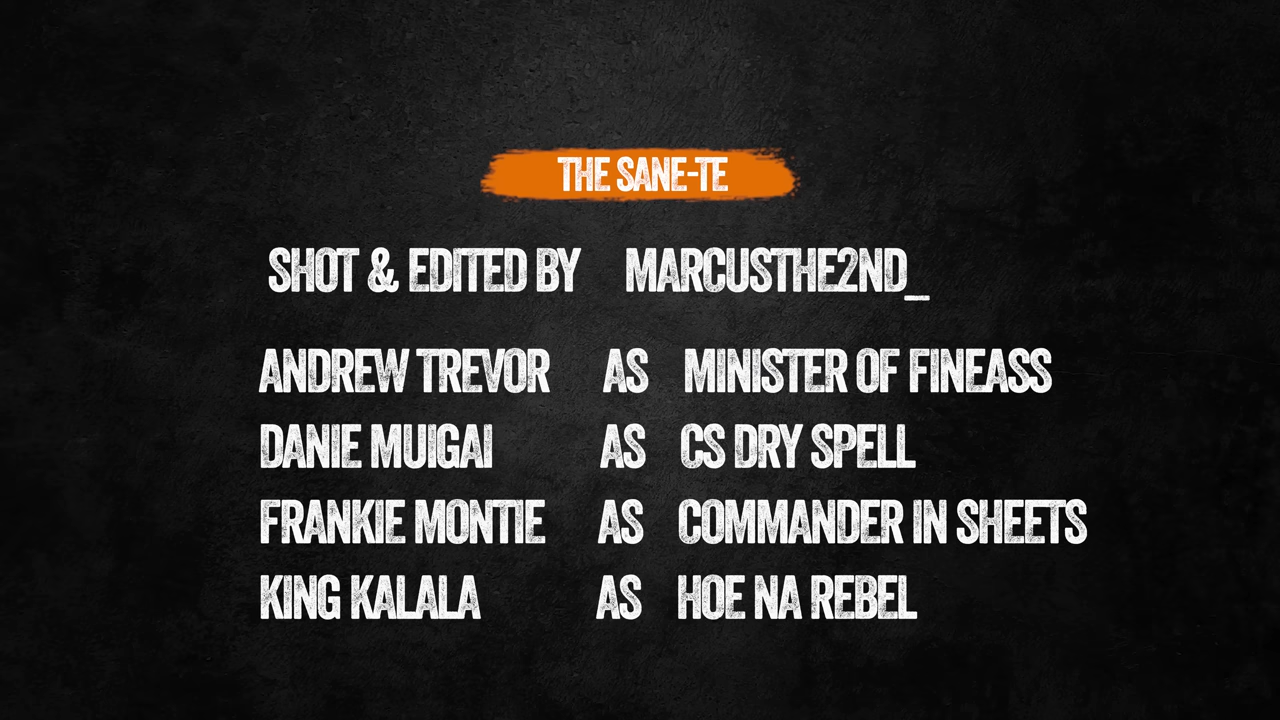 THE SANE-TE
SHOT & EDITED BY MARCUSTHE2ND_
ANDREW TREVOR AS MINISTER OF FINEASS
DANIE MUIGAI AS CS DRY SPELL
FRANKIE MONTIE AS COMMANDER IN SHEETS
KING KALALA AS HOE NA REBEL